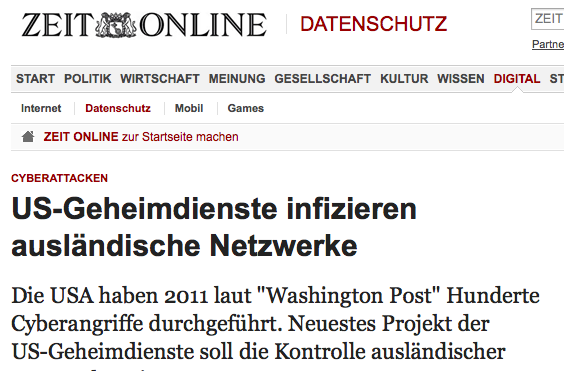 ZEIT ONLINE DATENSCHUTZ
ZEIT
Partne
START POLITIK WIRTSCHAFT MEINUNG GESELLSCHAFT KULTUR WISSEN DIGITAL ST
Internet Datenschutz Mobil Games
ZEIT ONLINE zur Startseite machen
CYBERATTACKEN
US-Geheimdienste infizieren
ausländische Netzwerke
Die USA haben 2011 laut "Washington Post" Hunderte
Cyberangriffe durchgeführt. Neuestes Projekt der
US-Geheimdienste soll die Kontrolle ausländischer